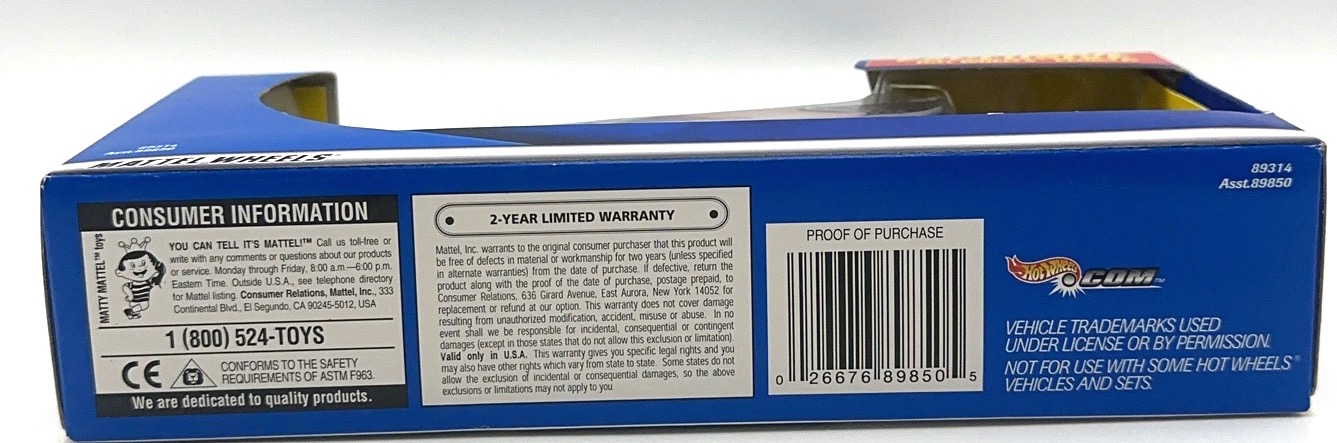 89314
Asst.89850
MATTEL WHEELS®
89314
Asst.89850
CONSUMER INFORMATION
MATTY MATTEL™ toys
YOU CAN TELL IT'S MATTEL!™ Call us toll-free or
write with any comments or questions about our products
or service. Monday through Friday, 8:00 a.m.—6:00 p.m.
Eastern Time. Outside U.S.A., see telephone directory
for Mattel listing. Consumer Relations, Mattel, Inc., 333
Continental Blvd., El Segundo, CA 90245-5012, USA
1 (800) 524-TOYS
CE
CONFORMS TO THE SAFETY
REQUIREMENTS OF ASTM F963.
We are dedicated to quality products.
2-YEAR LIMITED WARRANTY
Mattel, Inc. warrants to the original consumer purchaser that this product will
be free of defects in material or workmanship for two years (unless specified
in alternate warranties) from the date of purchase. If defective, return the
product along with the proof of the date of purchase, postage prepaid, to
Consumer Relations, 636 Girard Avenue, East Aurora, New York 14052 for
replacement or refund at our option. This warranty does not cover damage
resulting from unauthorized modification, accident, misuse or abuse. In no
event shall we be responsible for incidental, consequential or contingent
damages (except in those states that do not allow this exclusion or limitation).
Valid only in U.S.A. This warranty gives you specific legal rights and you
may also have other rights which vary from state to state. Some states do not
allow the exclusion of incidental or consequential damages, so the above
exclusions or limitations may not apply to you.
PROOF OF PURCHASE
0 26676 89850 5
HOT WHEELS
.COM™
VEHICLE TRADEMARKS USED
UNDER LICENSE OR BY PERMISSION.
NOT FOR USE WITH SOME HOT WHEELS®
VEHICLES AND SETS.